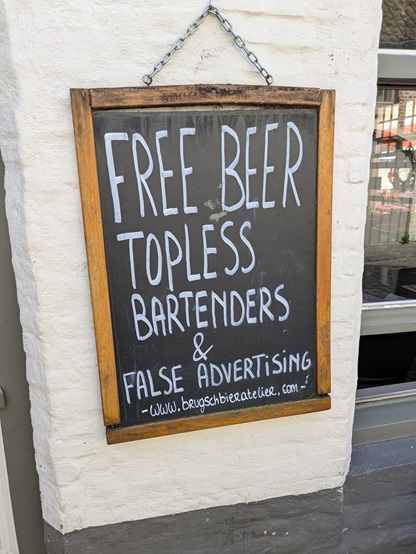 FREE BEER
TOPLESS
BARTENDERS
&
FALSE ADVERTISING!
-www.brugschbieratelier.com-